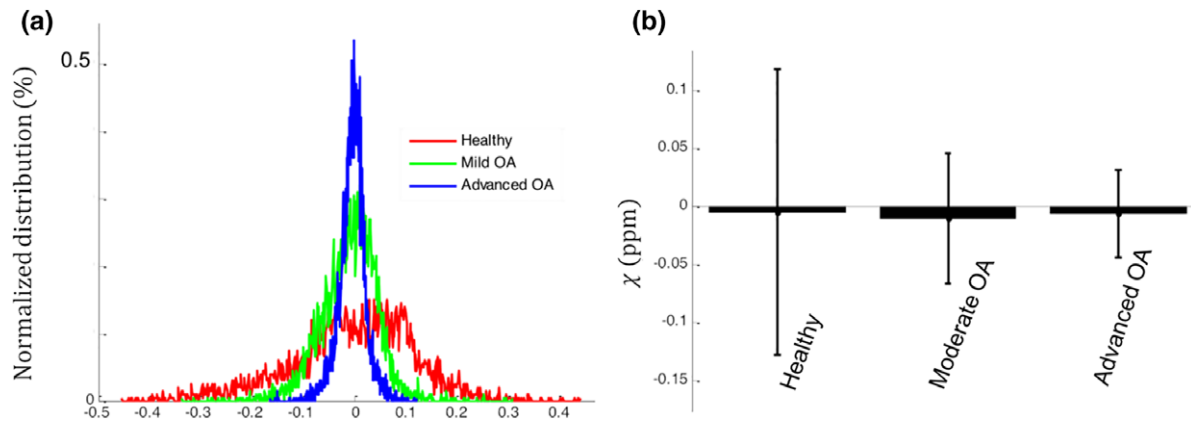 (a)
Normalized distribution (%)
0.5
0
-0.5 -0.4 -0.3 -0.2 -0.1 0 0.1 0.2 0.3 0.4
Healthy
Mild OA
Advanced OA
(b)
χ (ppm)
0.1
0.05
0
-0.05
-0.1
-0.15
Healthy
Moderate OA
Advanced OA